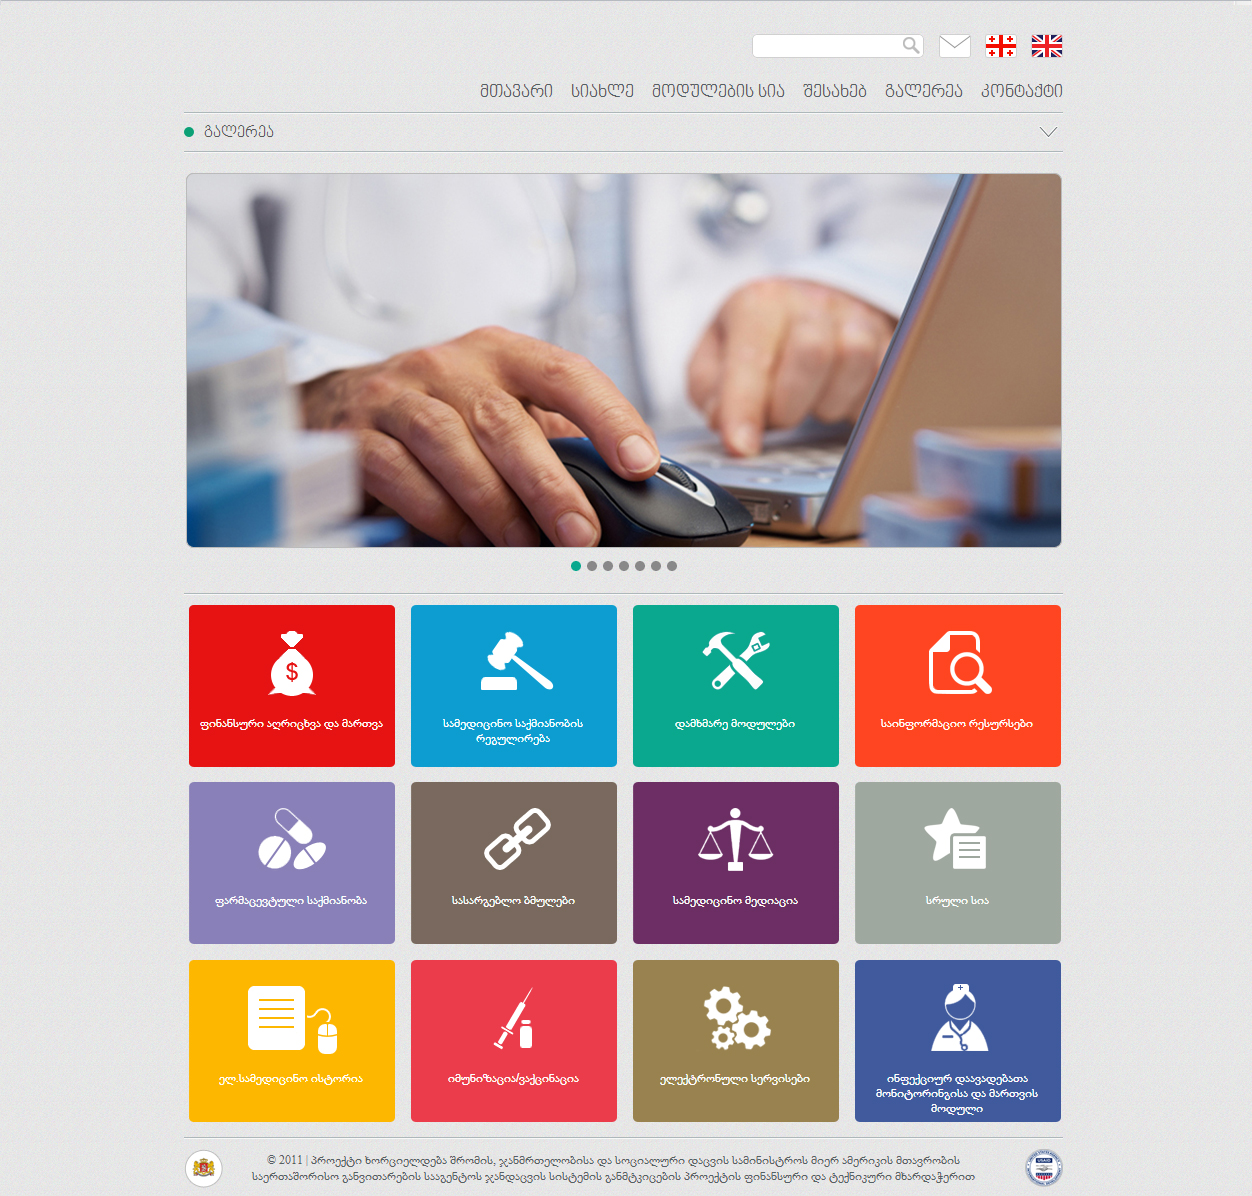 მთავარი სიახლე მოდულების სია შესახებ გალერეა კონტაქტი
გალერეა
$
ფინანსური აღრიცხვა და მართვა
სამედიცინო საქმიანობის
რეგულირება
დამხმარე მოდულები
საინფორმაციო რესურსები
ფარმაცევტული საქმიანობა
სასარგებლო ბმულები
სამედიცინო მედიაცია
სრული სია
ელ.სამედიცინო ისტორია
იმუნიზაცია/ვაქცინაცია
ელექტრონული სერვისები
ინფექციურ დაავადებათა
მონიტორინგისა და მართვის
მოდული
© 2011 | პროექტი ხორციელდება შრომის, ჯანმრთელობისა და სოციალური დაცვის სამინისტროს მიერ ამერიკის მთავრობის
საერთაშორისო განვითარების სააგენტოს ჯანდაცვის სისტემის განმტკიცების პროექტის ფინანსური და ტექნიკური მხარდაჭერით